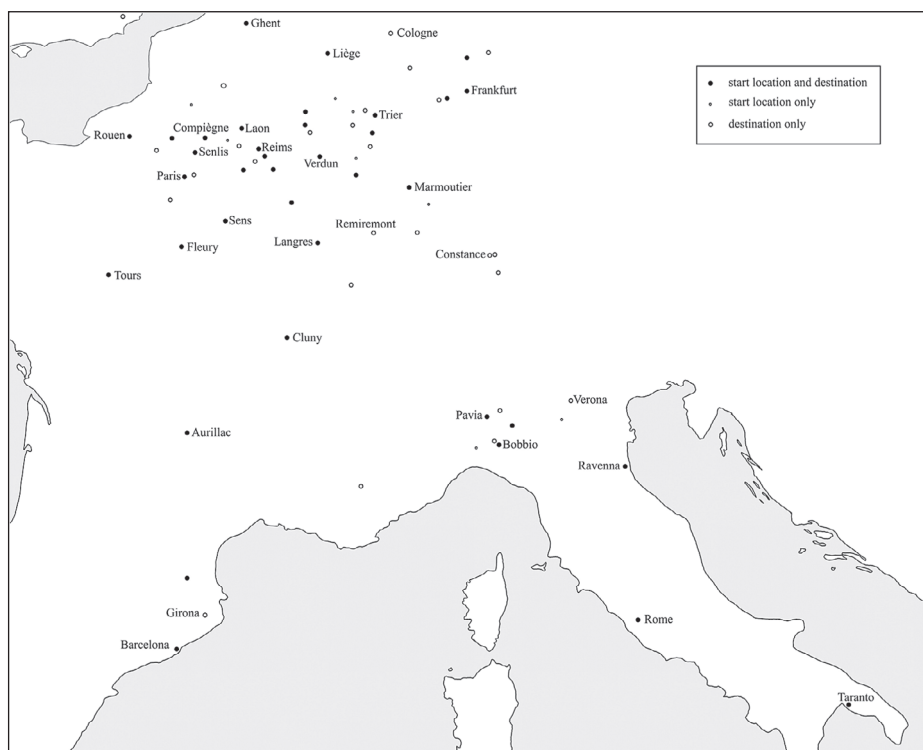 Ghent
Cologne
Liège
start location and destination
start location only
destination only
Frankfurt
Trier
Rouen
Compiègne
Laon
Reims
Senlis
Verdun
Paris
Marmoutier
Sens
Remiremont
Fleury
Langres
Constance
Tours
Cluny
Verona
Pavia
Aurillac
Bobbio
Ravenna
Girona
Rome
Barcelona
Taranto